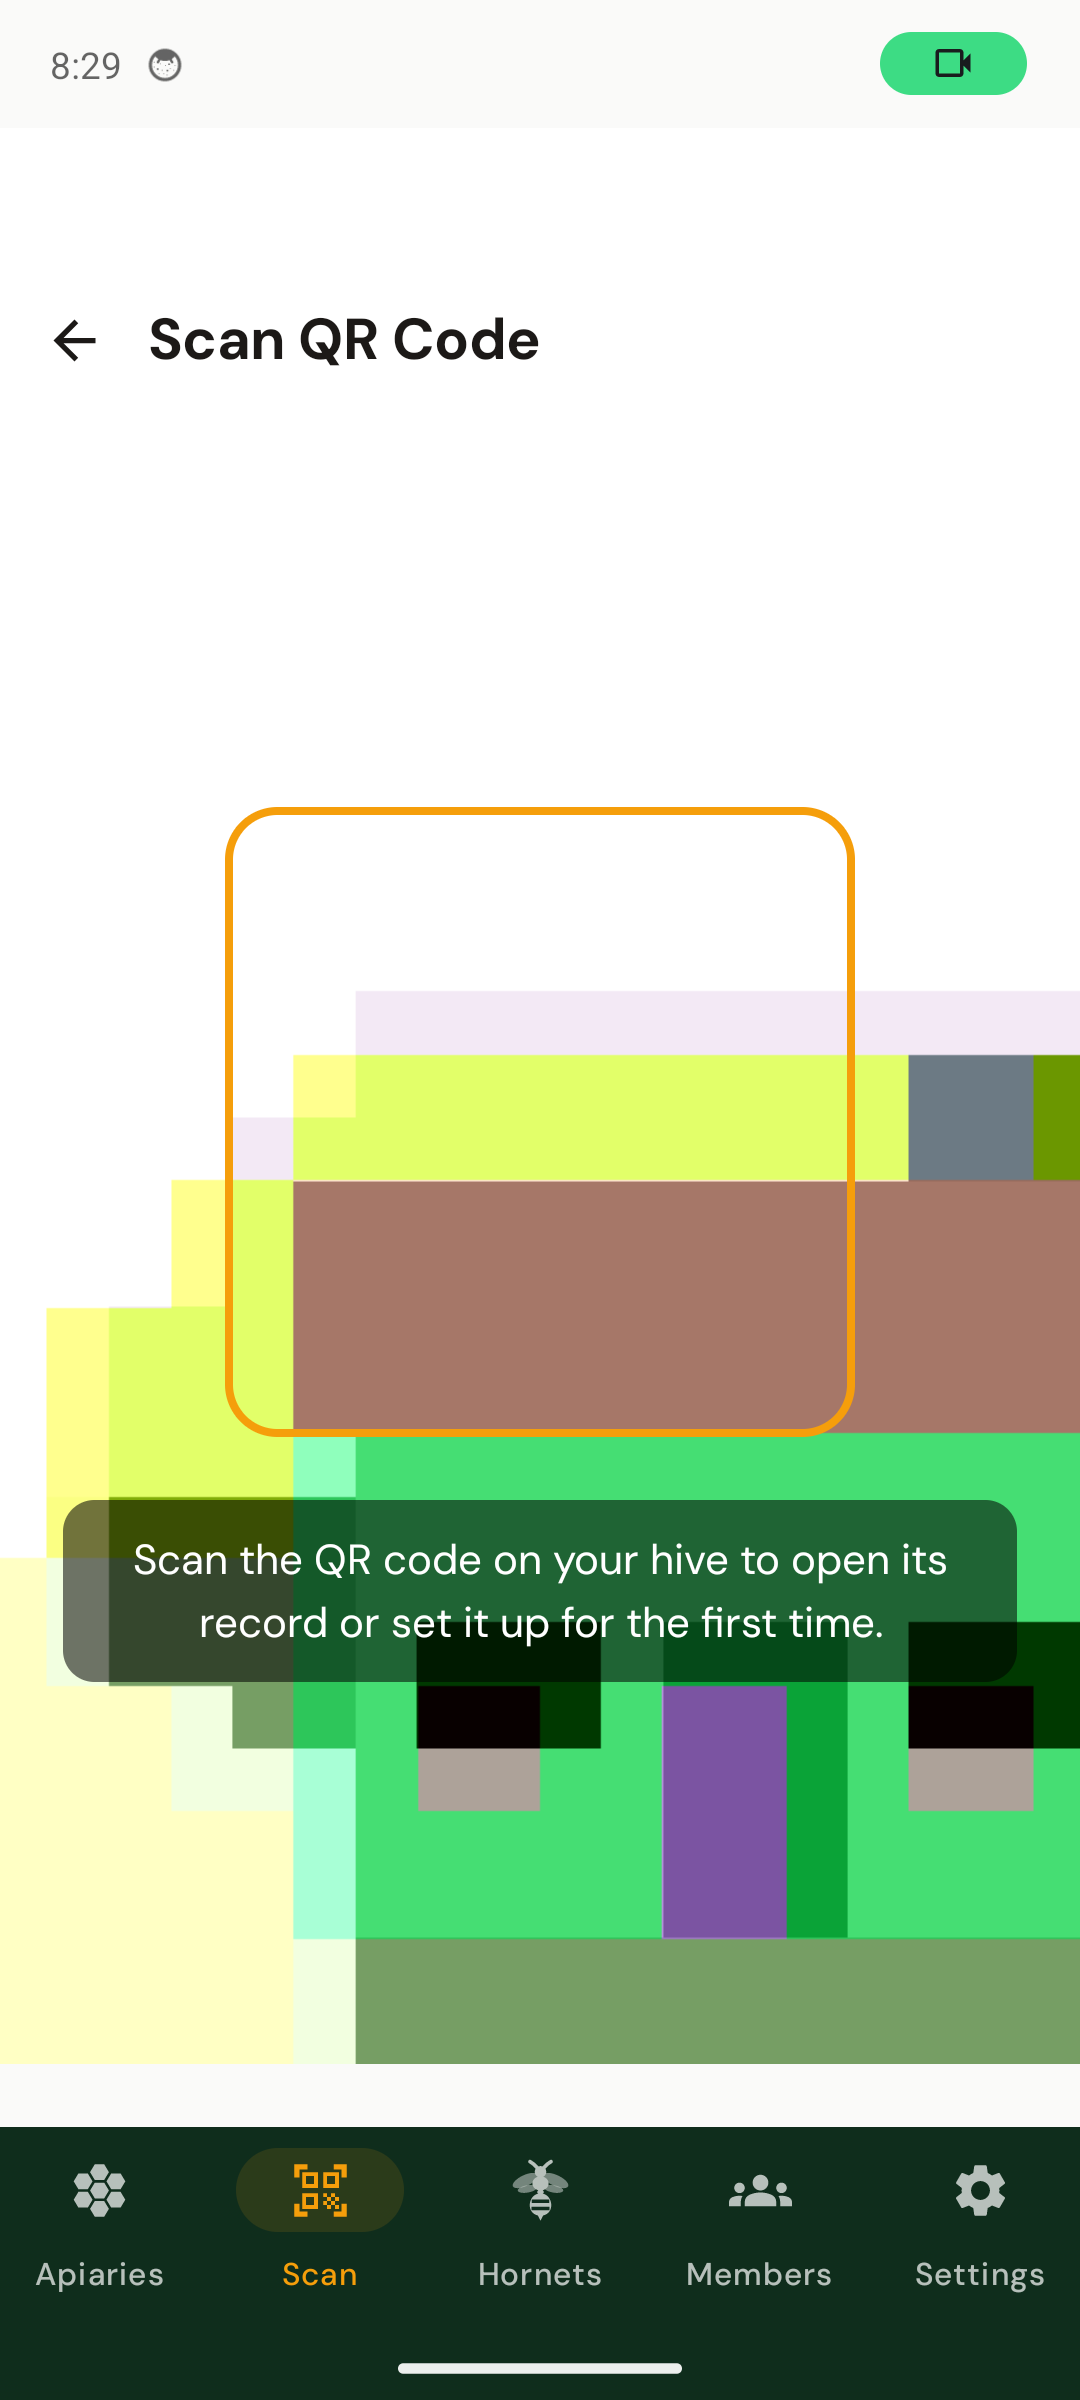 8:29
Scan QR Code
Scan the QR code on your hive to open its
record or set it up for the first time.
Apiaries
Scan
Hornets
Members
Settings